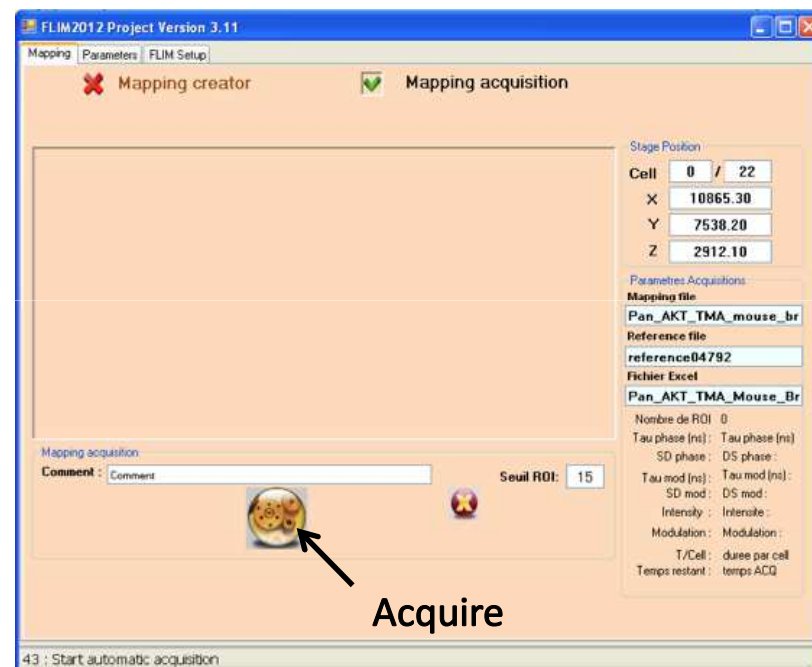 FLIM2012 Project Version 3.11
Mapping Parameters FLIM Setup
Mapping creator Mapping acquisition
Stage Position
Cell 0 / 22
X 10865.30
Y 7538.20
Z 2912.10
Parametres Acquisitions
Mapping file
Pan_AKT_TMA_mouse_br
Reference file
reference04792
Fichier Excel
Pan_AKT_TMA_Mouse_Br
Nombre de ROI 0
Tau phase (ns) : Tau phase (ns)
SD phase : DS phase :
Tau mod (ns) : Tau mod (ns) :
SD mod : DS mod :
Intensity : Intensite :
Modulation : Modulation :
T/Cell : duree par cell
Temps restant : temps ACQ
Mapping acquisition
Comment : Comment
Seuil ROI: 15
Acquire
43 : Start automatic acquisition